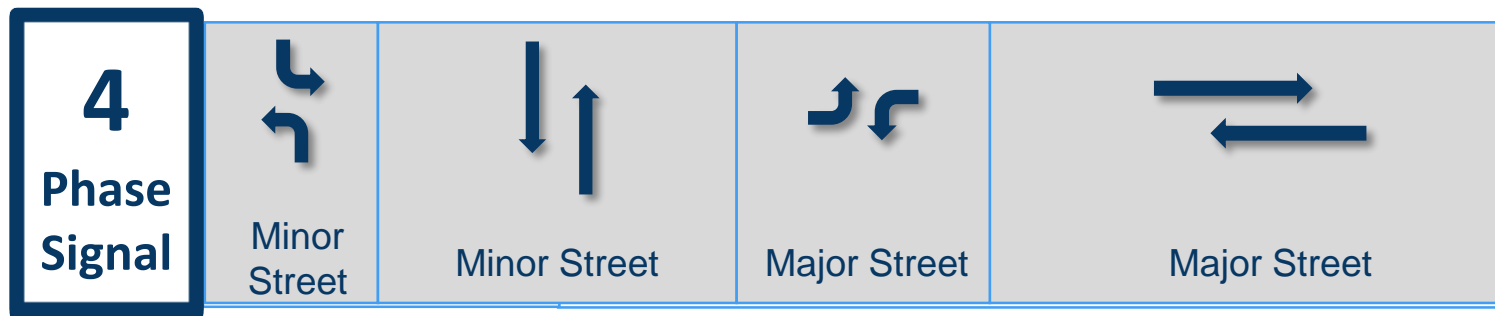 4
Phase
Signal
Minor
Street
Minor Street
Major Street
Major Street